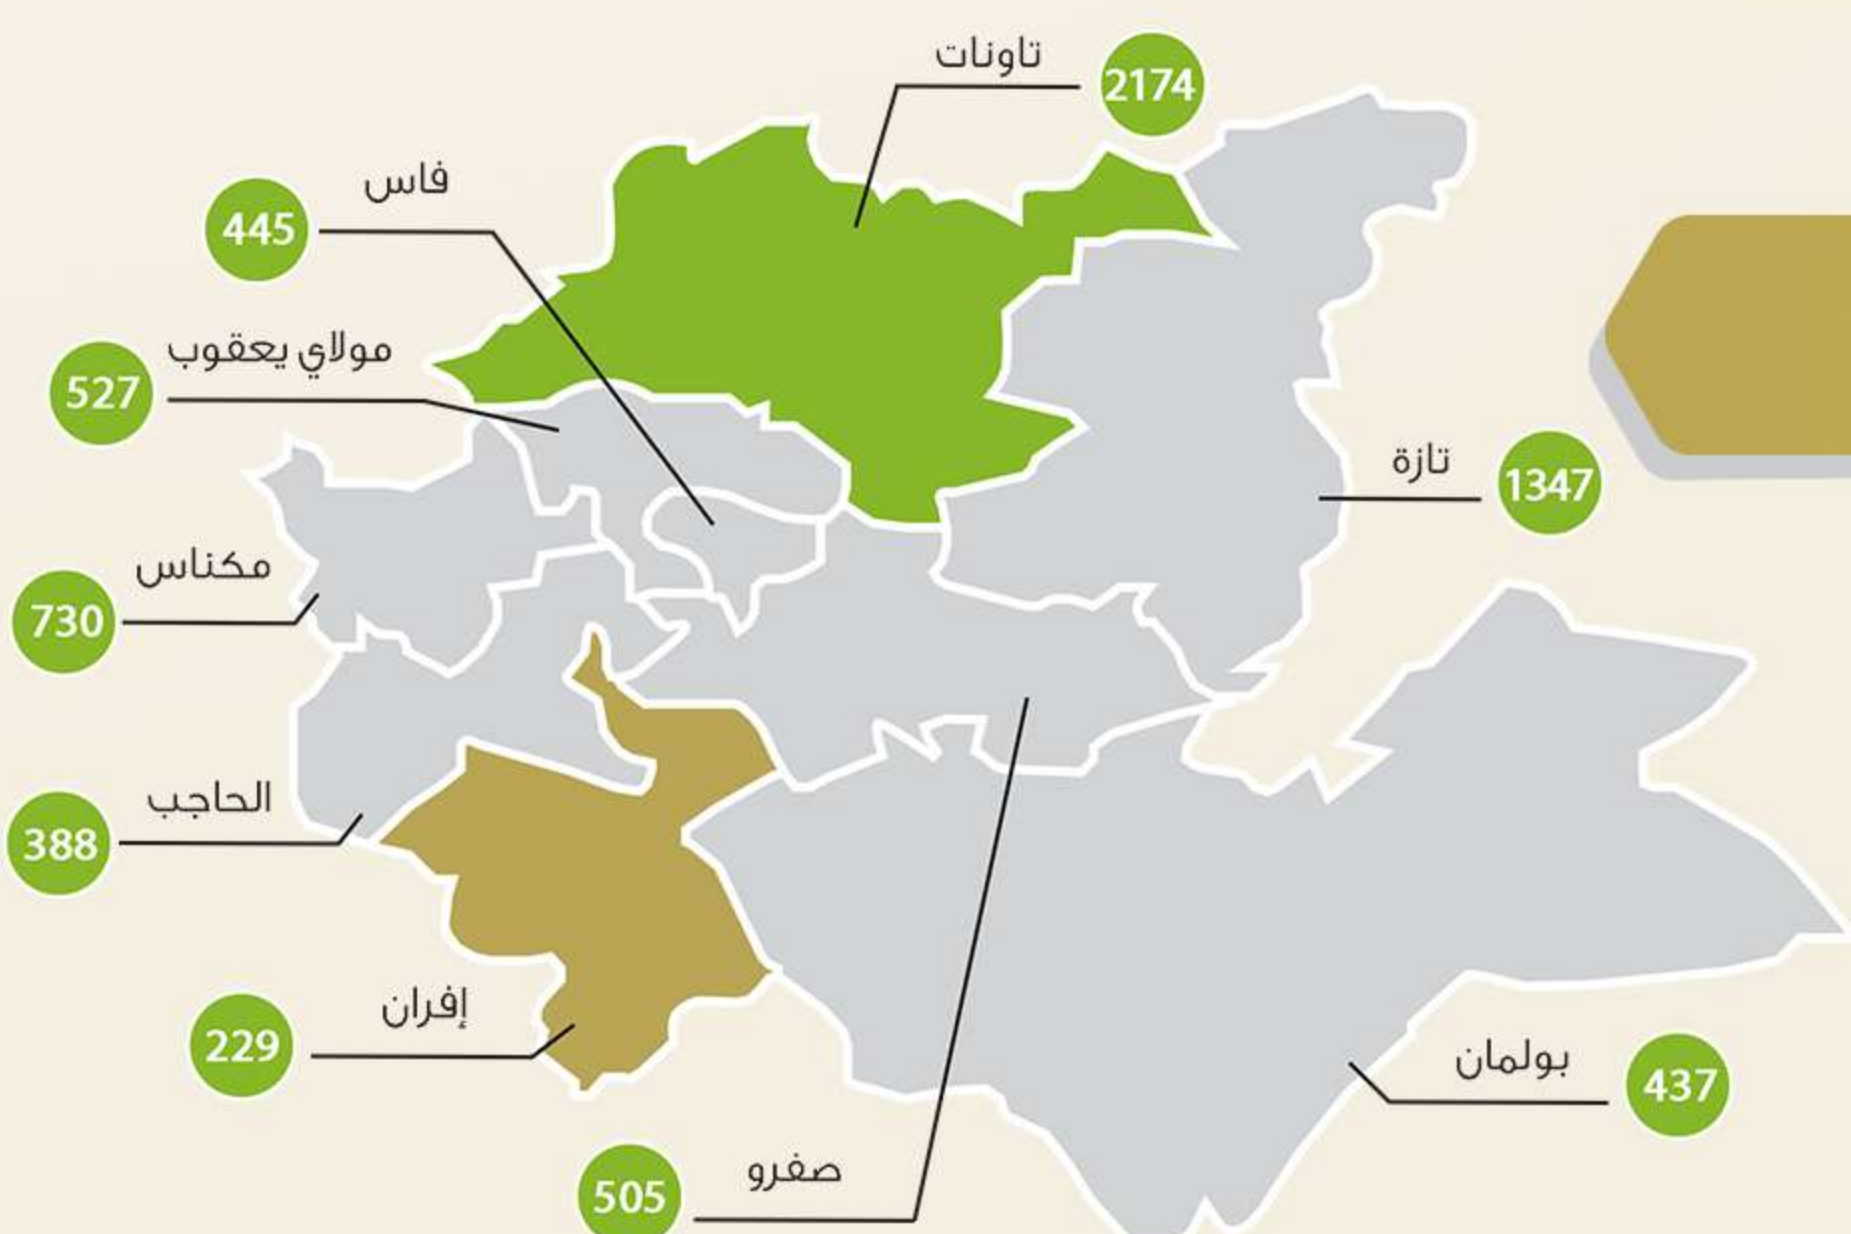 تاونات
2174
فاس
445
مولاي يعقوب
527
تازة
1347
مكناس
730
الحاجب
388
إفران
229
بولمان
437
صفرو
505